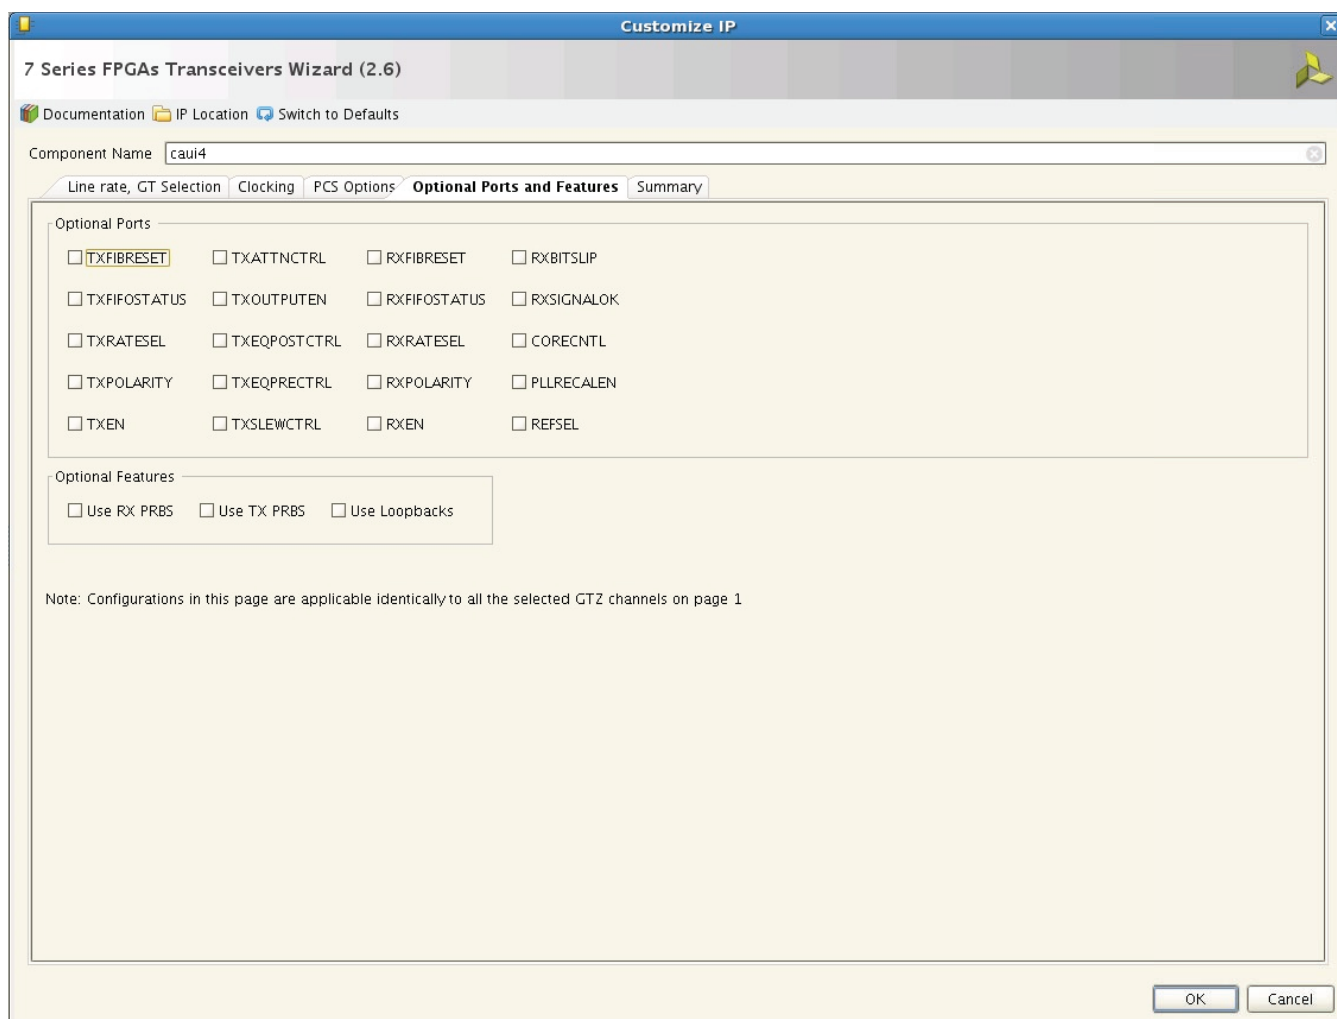 Customize IP
7 Series FPGAs Transceivers Wizard (2.6)
Documentation IP Location Switch to Defaults
Component Name caui4
Line rate, GT Selection Clocking PCS Options Optional Ports and Features Summary
Optional Ports
TXFIBRESET TXATTNCTRL RXFIBRESET RXBITSLIP
TXFIFOSTATUS TXOUTPUTEN RXFIFOSTATUS RXSIGNALOK
TXRATESEL TXEQPOSTCTRL RXRATESEL CORECNTL
TXPOLARITY TXEQPRECTRL RXPOLARITY PLLRECALEN
TXEN TXSLEWCTRL RXEN REFSEL
Optional Features
Use RX PRBS Use TX PRBS Use Loopbacks
Note: Configurations in this page are applicable identically to all the selected GTZ channels on page 1
OK Cancel